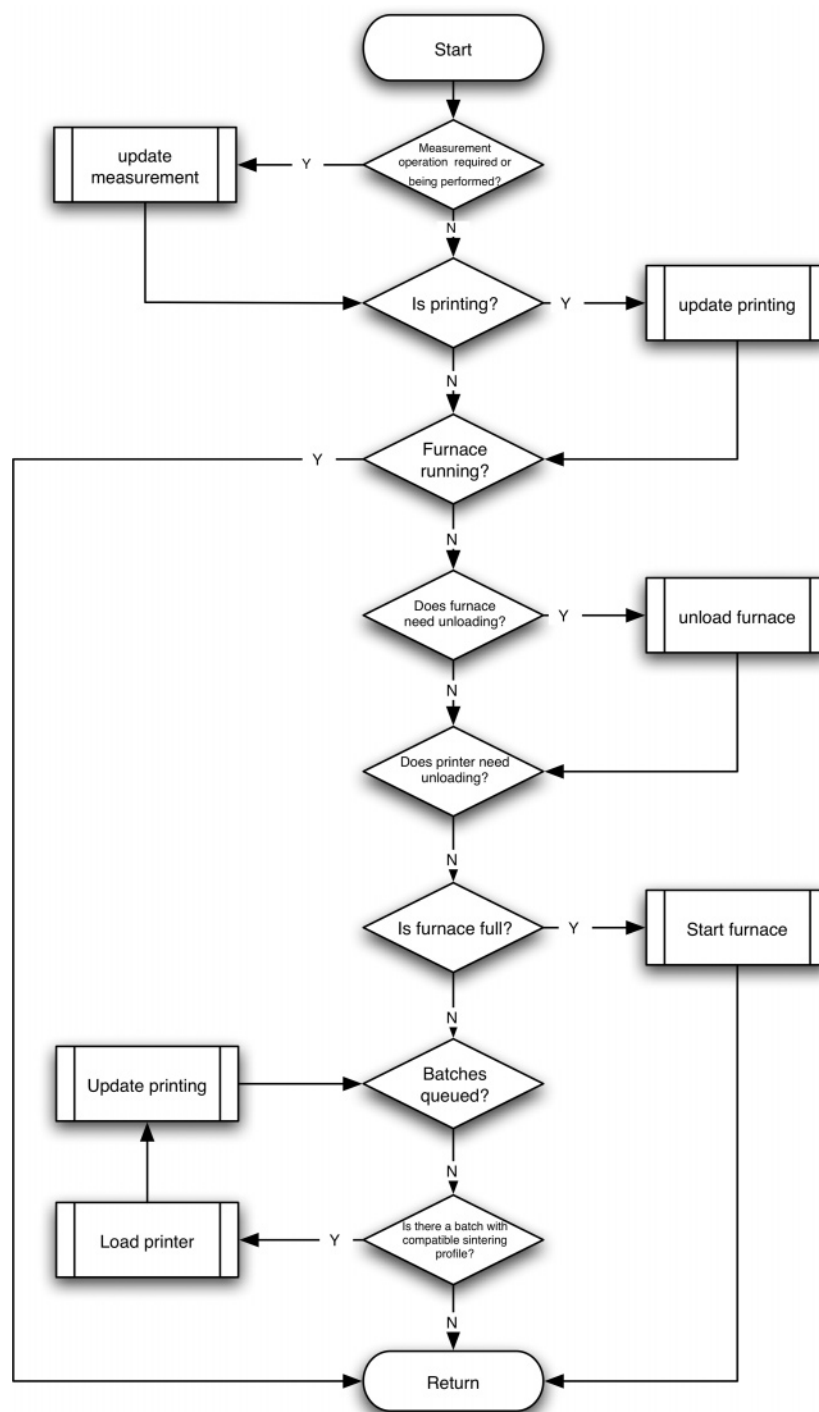 Start
Measurement
operation required or
being performed?
Y
update
measurement
N
Is printing?
Y
update printing
N
Furnace
running?
Y
N
Does furnace
need unloading?
Y
unload furnace
N
Does printer need
unloading?
N
Is furnace full?
Y
Start furnace
N
Update printing
Batches
queued?
N
Is there a batch with
compatible sintering
profile?
Y
Load printer
N
Return